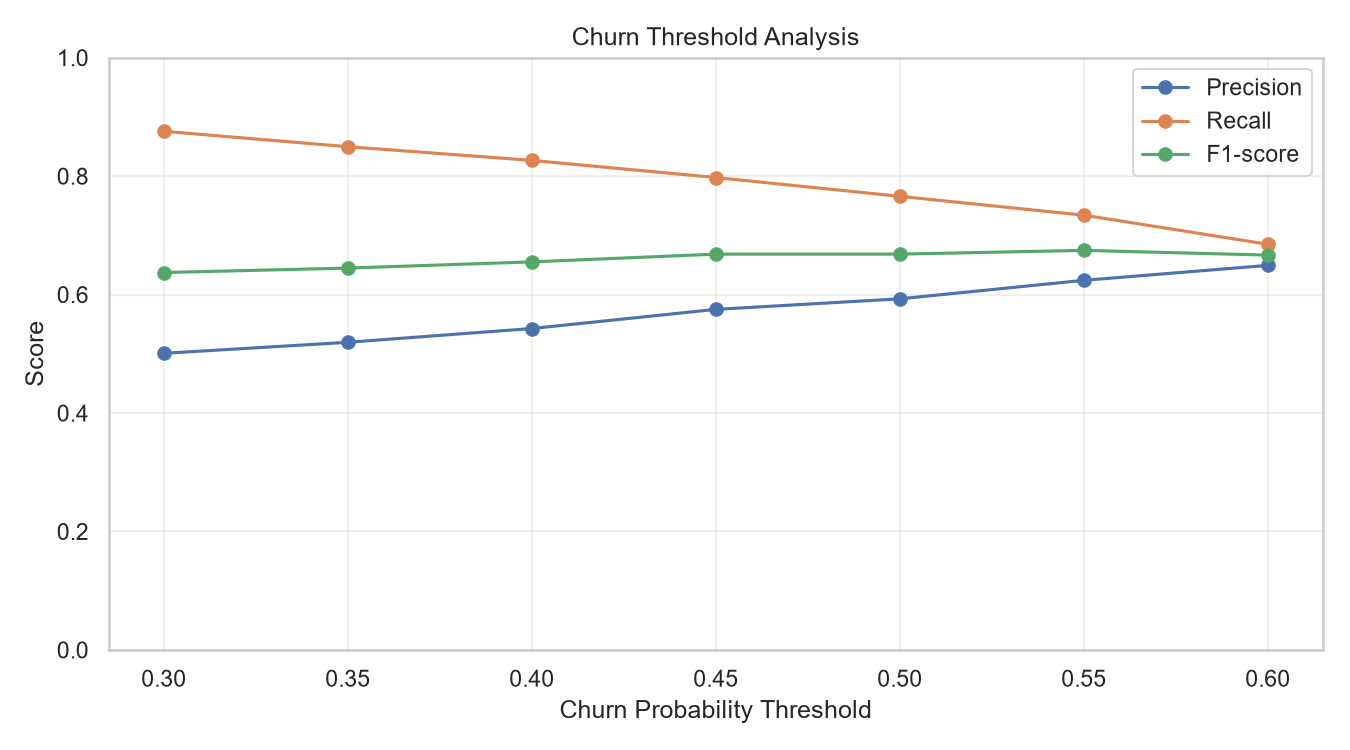 Churn Threshold Analysis
Precision
Recall
F1-score
1.0
0.8
0.6
0.4
0.2
0.0
Score
0.30 0.35 0.40 0.45 0.50 0.55 0.60
Churn Probability Threshold